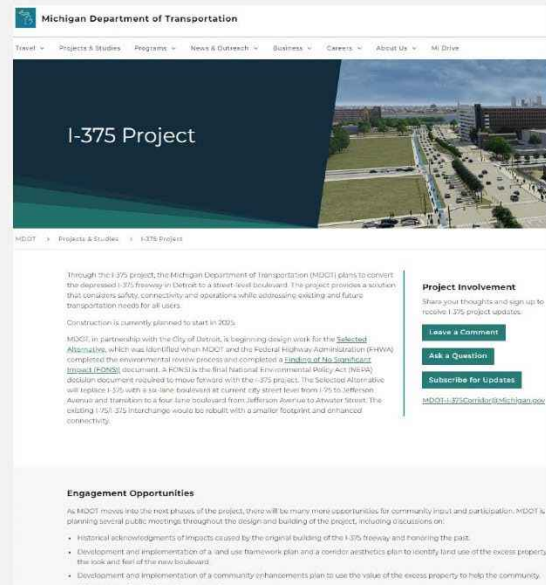 Michigan Department of Transportation
Travel Projects & Studies Programs News & Outreach Business Careers About Us Mi Drive
I-375 Project
MDOT > Projects & Studies > I-375 Project
Through the I-375 project, the Michigan Department of Transportation (MDOT) plans to convert
the depressed I-375 freeway in Detroit to a street-level boulevard. The project provides a solution
that considers safety, connectivity and operations while addressing existing and future
transportation needs for all users.
Construction is currently planned to start in 2025.
MDOT, in partnership with the City of Detroit, is beginning design work for the Selected
Alternative, which was identified when MDOT and the Federal Highway Administration (FHWA)
completed the environmental review process and completed a Finding of No Significant
Impact (FONSI) document. A FONSI is the final National Environmental Policy Act (NEPA)
decision document required to move forward with the I-375 project. The Selected Alternative
will replace I-375 with a six-lane boulevard at current city street level from I-75 to Jefferson
Avenue and transition to a four-lane boulevard from Jefferson Avenue to Atwater Street. The
existing I-75/I-375 interchange would be rebuilt with a smaller footprint and enhanced
connectivity.
Project Involvement
Share your thoughts and sign up to
receive I-375 project updates.
Leave a Comment
Ask a Question
Subscribe for Updates
MDOT-I-375Corridor@Michigan.gov
Engagement Opportunities
As MDOT moves into the next phases of the project, there will be many more opportunities for community input and participation. MDOT is
planning several public meetings throughout the design and building of the project, including discussions on:
• Historical acknowledgments of impacts caused by the original building of the I-375 freeway and honoring the past.
• Development and implementation of a land use framework plan and a corridor aesthetics plan to identify land use of the excess property
the look and feel of the new boulevard.
• Development and implementation of a community enhancements plan to use the value of the excess property to help the community.